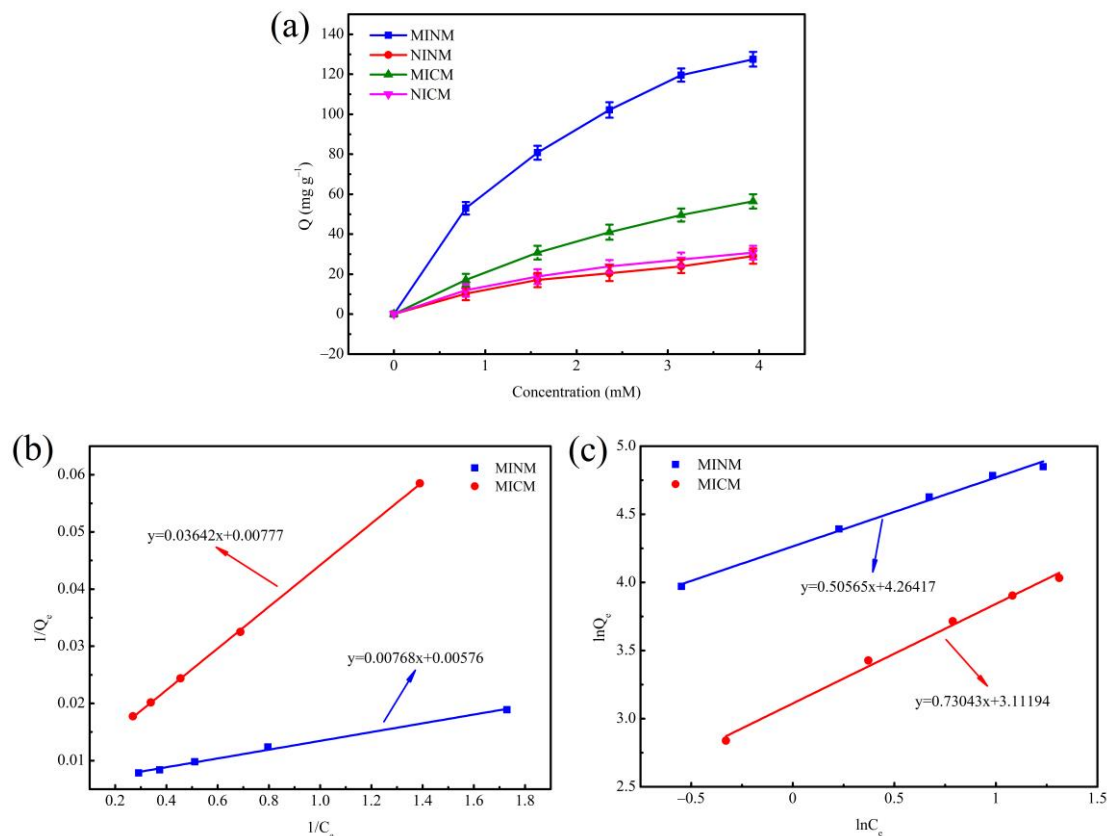 (a)
MINM
NINM
MICM
NICM
140
120
100
80
60
40
20
0
–20
Q (mg g–1)
0 1 2 3 4
Concentration (mM)
(b)
MINM
MICM
0.06
0.05
0.04
0.03
0.02
0.01
1/Qe
y=0.03642x+0.00777
y=0.00768x+0.00576
0.2 0.4 0.6 0.8 1.0 1.2 1.4 1.6 1.8
1/Ce
(c)
MINM
MICM
5.0
4.5
4.0
3.5
3.0
2.5
lnQe
y=0.50565x+4.26417
y=0.73043x+3.11194
–0.5 0 0.5 1 1.5
lnCe